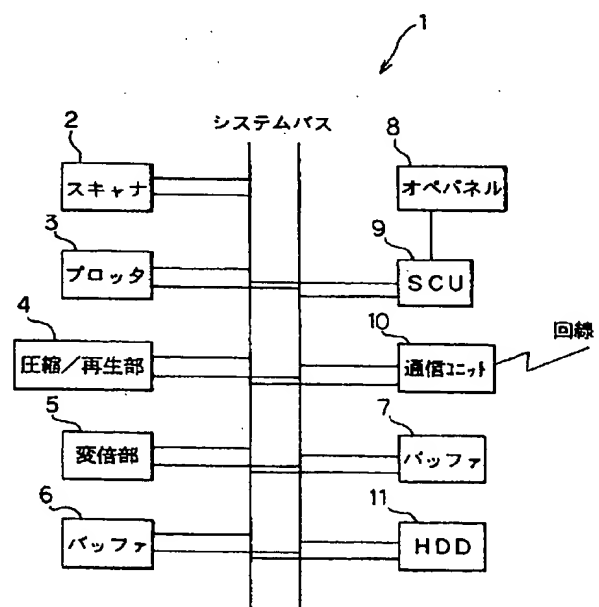 1
システムバス
2
スキャナ
8
オペパネル
3
プロッタ
9
SCU
4
圧縮/再生部
10
通信ユニット
回線
5
変倍部
7
バッファ
6
バッファ
11
HDD